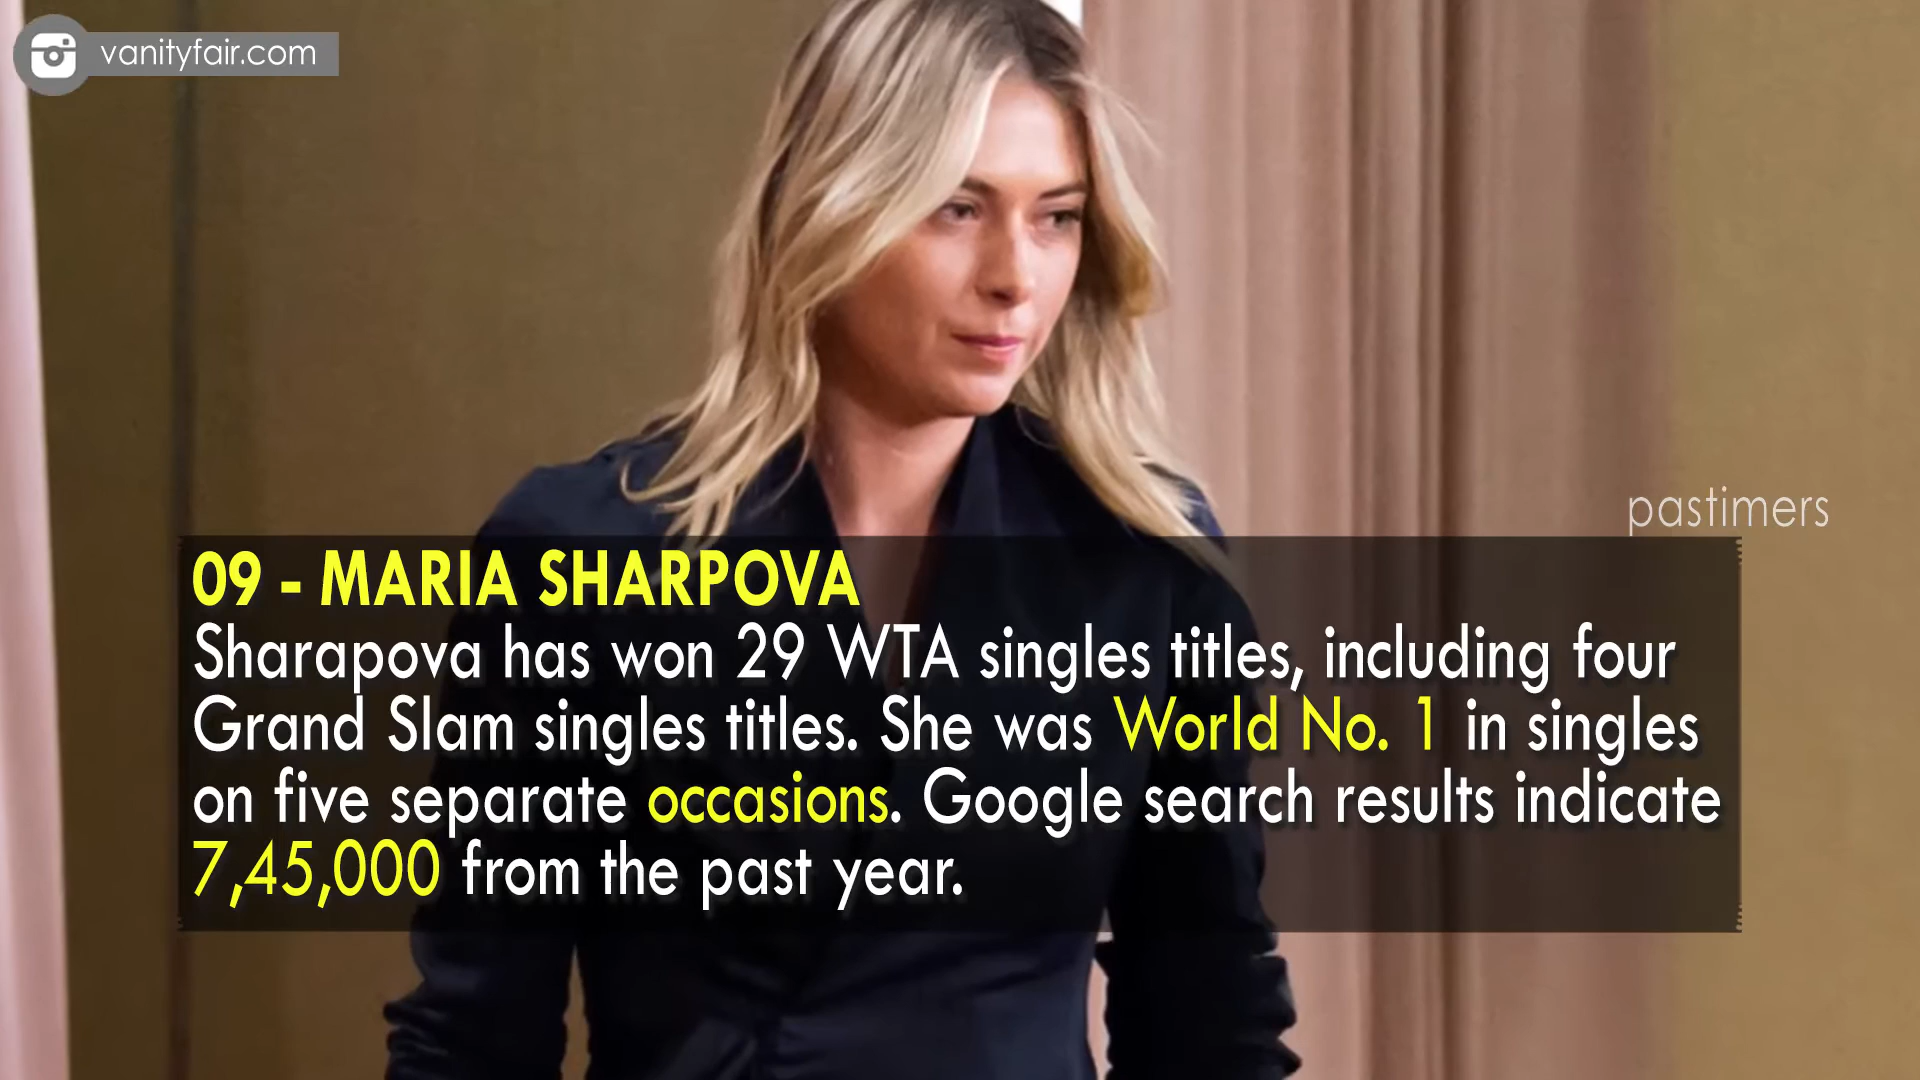 vanityfair.com
pastimers
09 - MARIA SHARPOVA
Sharapova has won 29 WTA singles titles, including four
Grand Slam singles titles. She was World No. 1 in singles
on five separate occasions. Google search results indicate
7,45,000 from the past year.